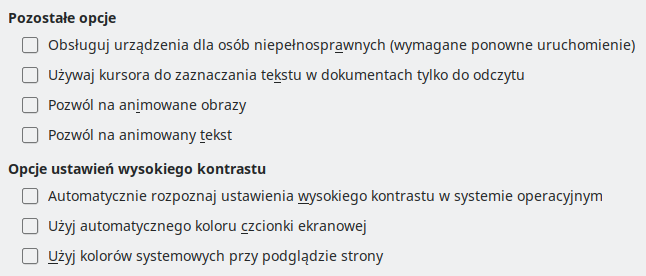 Pozostałe opcje
Obsługuj urządzenia dla osób niepełnosprawnych (wymagane ponowne uruchomienie)
Używaj kursora do zaznaczania tekstu w dokumentach tylko do odczytu
Pozwól na animowane obrazy
Pozwól na animowany tekst
Opcje ustawień wysokiego kontrastu
Automatycznie rozpoznaj ustawienia wysokiego kontrastu w systemie operacyjnym
Użyj automatycznego koloru czcionki ekranowej
Użyj kolorów systemowych przy podglądzie strony